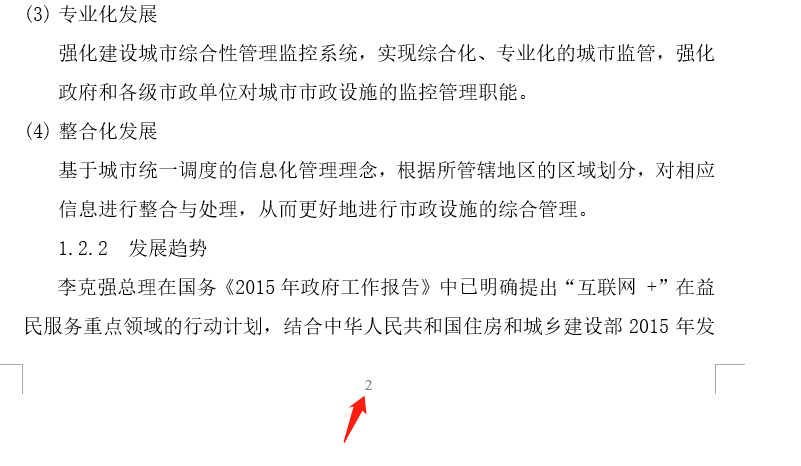 (3) 专业化发展
强化建设城市综合性管理监控系统，实现综合化、专业化的城市监管，强化
政府和各级市政单位对城市市政设施的监控管理职能。
(4) 整合化发展
基于城市统一调度的信息化管理理念，根据所管辖地区的区域划分，对相应
信息进行整合与处理，从而更好地进行市政设施的综合管理。
1.2.2 发展趋势
李克强总理在国务《2015 年政府工作报告》中已明确提出“互联网 +”在益
民服务重点领域的行动计划，结合中华人民共和国住房和城乡建设部 2015 年发
2